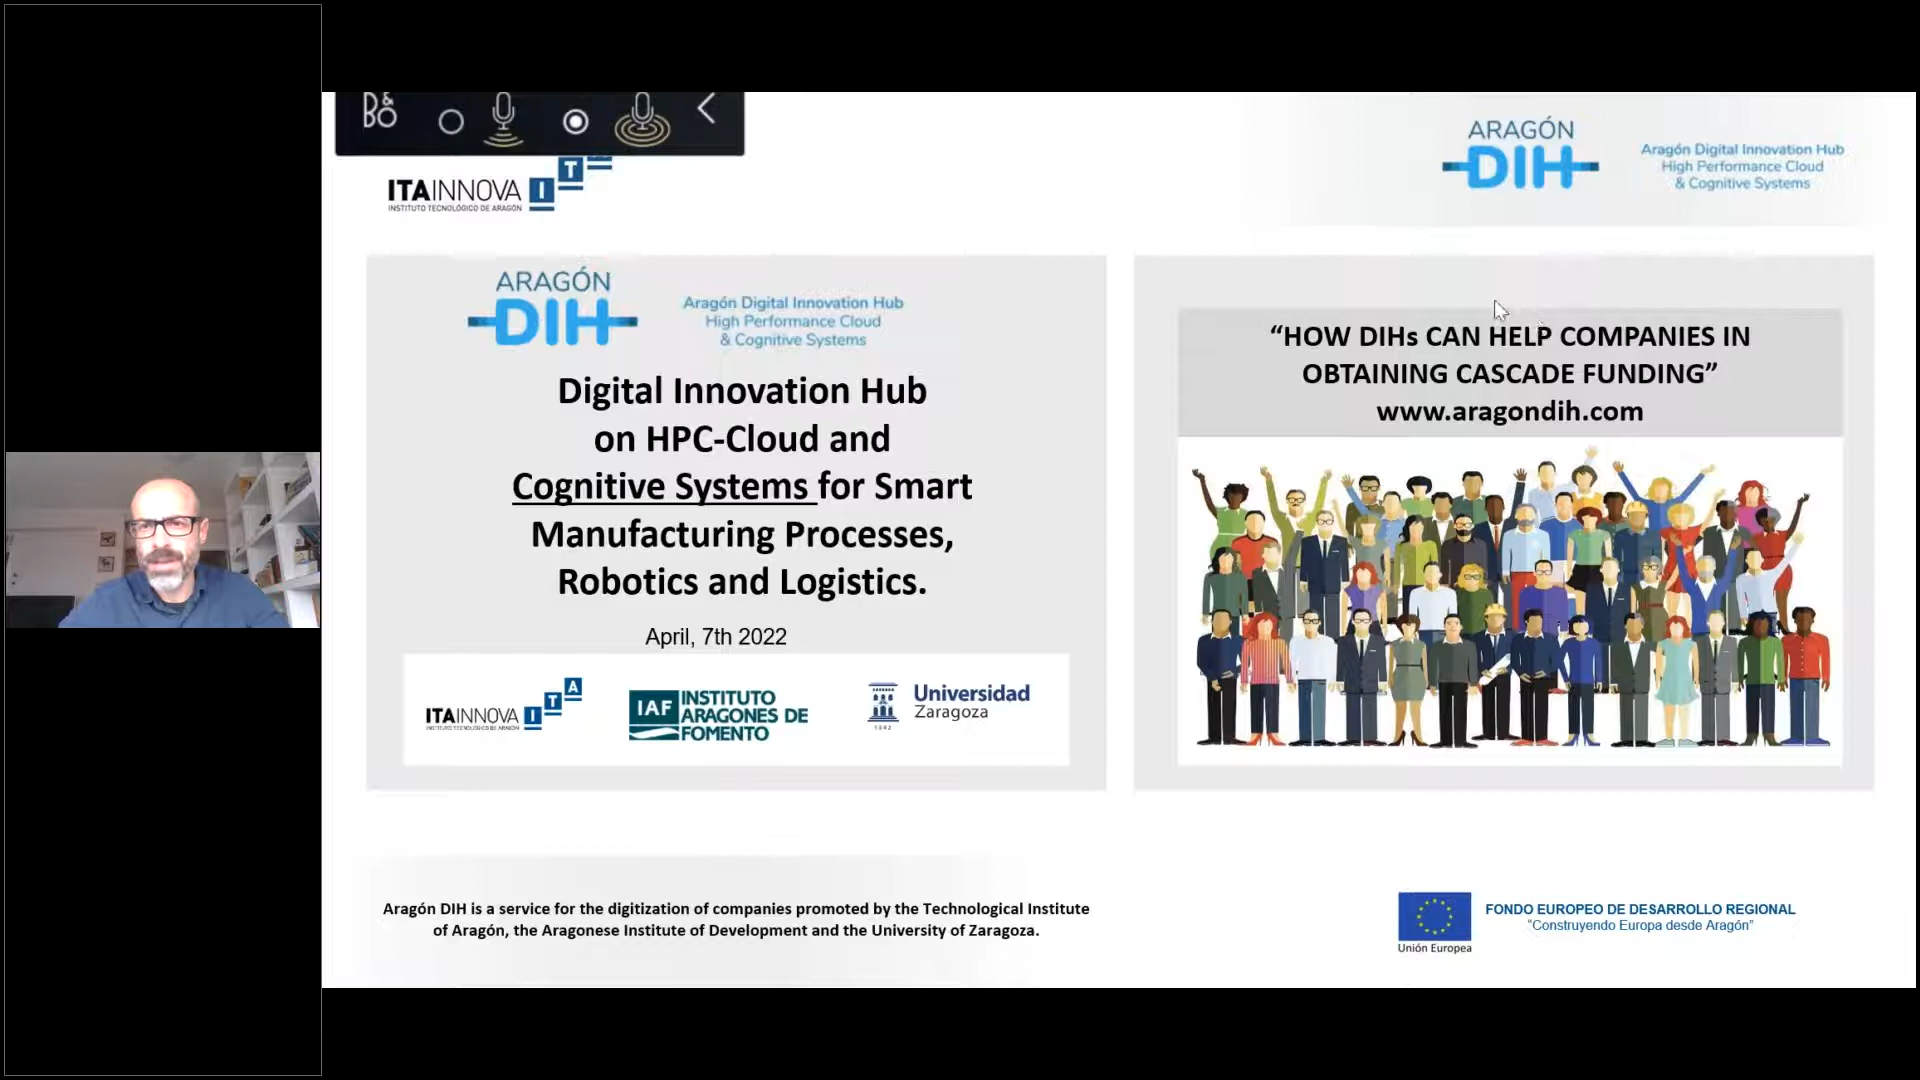 B&O
ITAINNOVA
INSTITUTO TECNOLÓGICO DE ARAGÓN
I T
ARAGÓN
DIH
Aragón Digital Innovation Hub
High Performance Cloud
& Cognitive Systems
ARAGÓN
DIH
Aragón Digital Innovation Hub
High Performance Cloud
& Cognitive Systems
Digital Innovation Hub
on HPC-Cloud and
Cognitive Systems for Smart
Manufacturing Processes,
Robotics and Logistics.
April, 7th 2022
ITAINNOVA
INSTITUTO TECNOLÓGICO DE ARAGÓN
I T A
IAF
INSTITUTO
ARAGONES DE
FOMENTO
Universidad
Zaragoza
1542
“HOW DIHs CAN HELP COMPANIES IN
OBTAINING CASCADE FUNDING”
www.aragondih.com
Aragón DIH is a service for the digitization of companies promoted by the Technological Institute
of Aragón, the Aragonese Institute of Development and the University of Zaragoza.
Unión Europea
FONDO EUROPEO DE DESARROLLO REGIONAL
“Construyendo Europa desde Aragón”